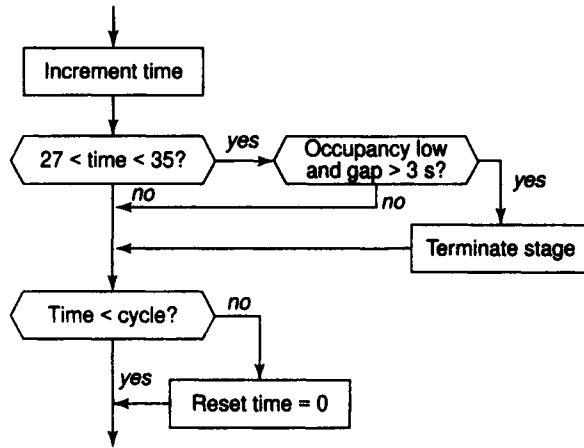 Increment time
27 < time < 35?
yes
Occupancy low
and gap > 3 s?
yes
no
no
Terminate stage
Time < cycle?
no
yes
Reset time = 0